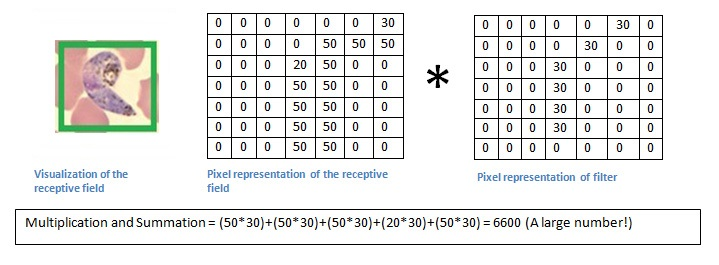 0 0 0 0 0 0 30
0 0 0 0 50 50 50
0 0 0 20 50 0 0
0 0 0 50 50 0 0
0 0 0 50 50 0 0
0 0 0 50 50 0 0
0 0 0 50 50 0 0
*
0 0 0 0 0 30 0
0 0 0 0 30 0 0
0 0 0 30 0 0 0
0 0 0 30 0 0 0
0 0 0 30 0 0 0
0 0 0 30 0 0 0
0 0 0 0 0 0 0
Visualization of the
receptive field
Pixel representation of the receptive
field
Pixel representation of filter
Multiplication and Summation = (50*30)+(50*30)+(50*30)+(20*30)+(50*30) = 6600 (A large number!)